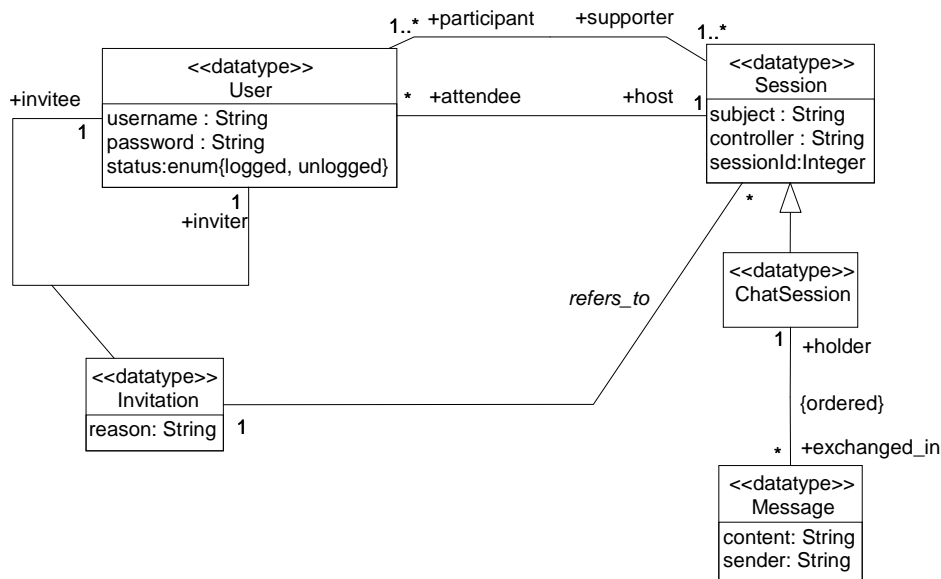 +participant
+supporter
1..*
1..*
<<datatype>>
User
username : String
password : String
status:enum{logged, unlogged}
<<datatype>>
Session
subject : String
controller : String
sessionId:Integer
+invitee
1
*
+attendee
+host
1
1
+inviter
*
refers_to
<<datatype>>
ChatSession
1
+holder
{ordered}
*
+exchanged_in
<<datatype>>
Invitation
reason: String
1
<<datatype>>
Message
content: String
sender: String